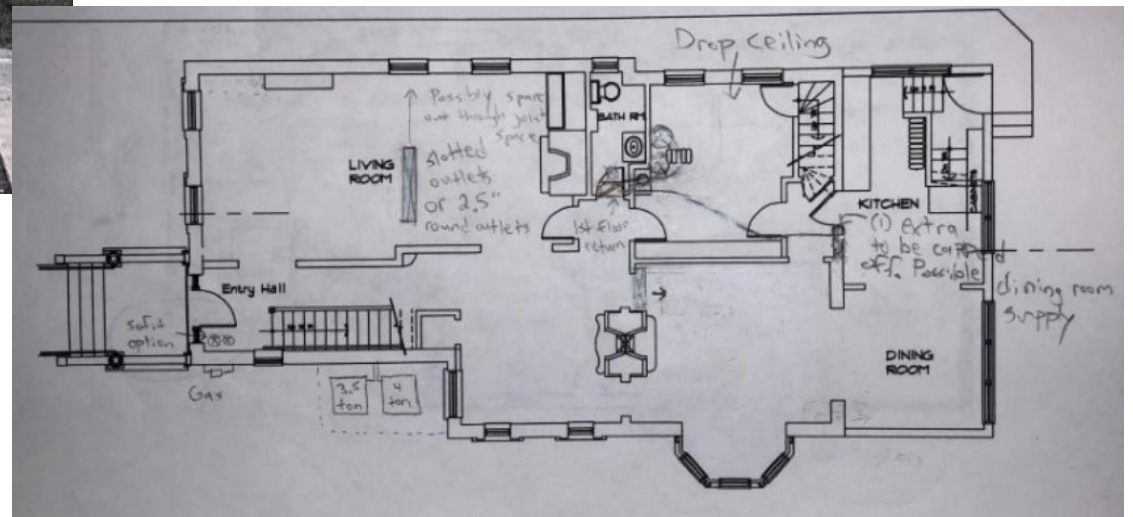 Drop ceiling
Possibly space
out through joist
space
BATH RM.
LIVING
ROOM
slotted
outlets
or 2.5"
round outlets
1st floor
return
KITCHEN
(1) extra
to be capped
off. Possible
dining room
supply
CABINETS
Entry Hall
sofit
option
Gas
3.5
ton
4
ton
DINING
ROOM